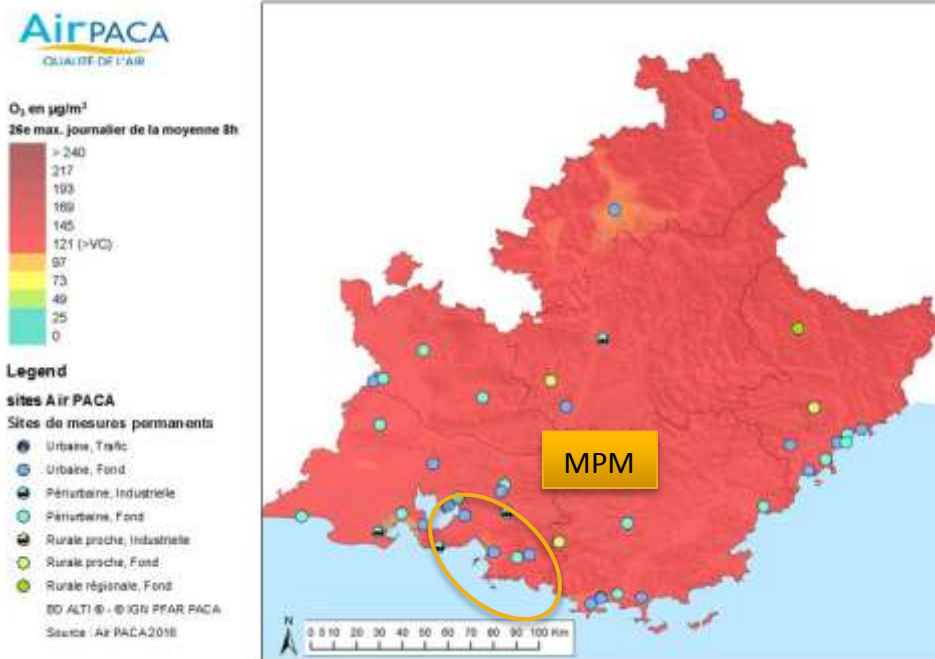 Air PACA
QUALITÉ DE L'AIR
O₃ en µg/m³
26e max. journalier de la moyenne 8h
> 240
217
193
169
145
121 (>VC)
97
73
49
25
0
Legend
sites Air PACA
Sites de mesures permanents
Urbaine, Trafic
Urbaine, Fond
Périurbaine, Industrielle
Périurbaine, Fond
Rurale proche, Industrielle
Rurale proche, Fond
Rurale régionale, Fond
BD ALTI ® - ® IGN PFAR PACA
Source : Air PACA 2016
MPM
N
0 5 10 20 30 40 50 60 70 80 90 100 Km